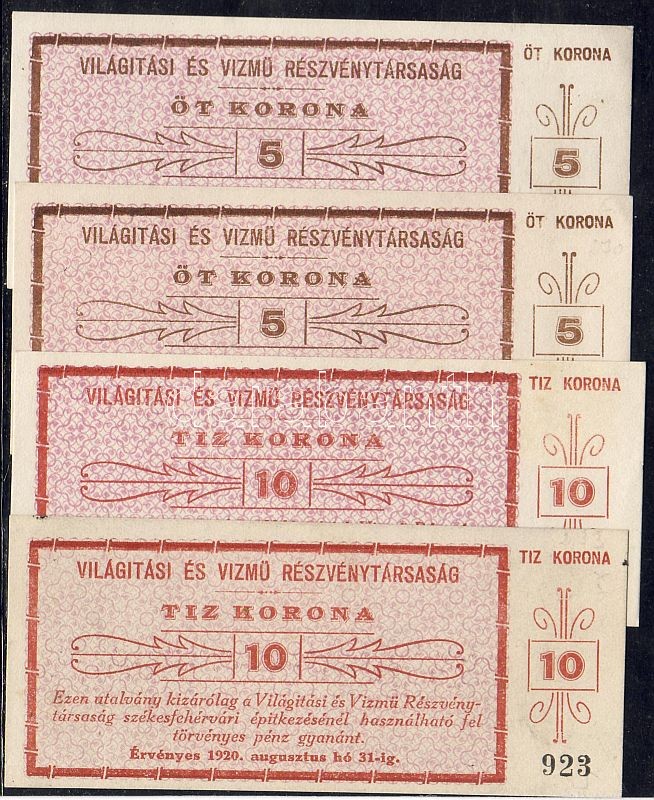 VILÁGITÁSI ÉS VIZMŰ RÉSZVÉNYTÁRSASÁG
ÖT KORONA
5
ÖT KORONA
5
VILÁGITÁSI ÉS VIZMŰ RÉSZVÉNYTÁRSASÁG
ÖT KORONA
5
ÖT KORONA
5
VILÁGITÁSI ÉS VIZMŰ RÉSZVÉNYTÁRSASÁG
TIZ KORONA
10
TIZ KORONA
10
VILÁGITÁSI ÉS VIZMŰ RÉSZVÉNYTÁRSASÁG
TIZ KORONA
10
Ezen utalvány kizárólag a Világitási és Vizmü Részvény-
társaság székesfehérvári építkezésénél használható fel
törvényes pénz gyanánt.
Érvényes 1920. augusztus hó 31-ig.
TIZ KORONA
10
923